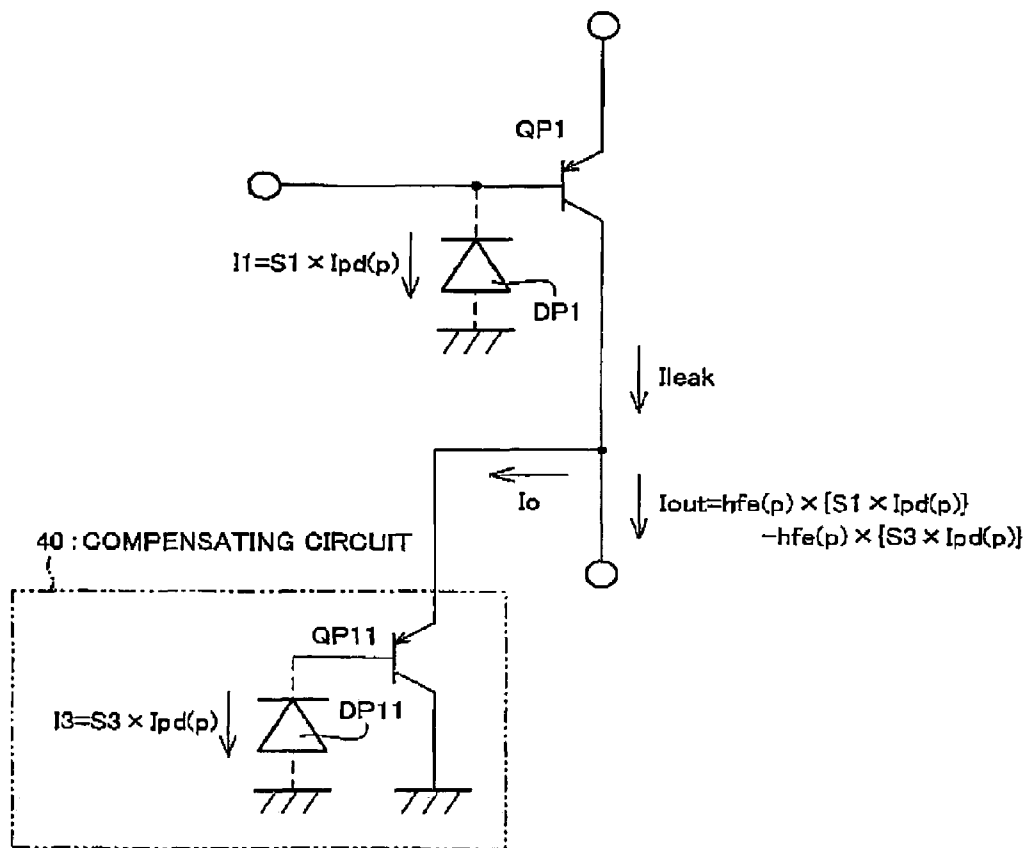 QP1
I1=S1 × Ipd(p)
DP1
Ileak
Io
Iout=hfe(p) × {S1 × Ipd(p)}
−hfe(p) × {S3 × Ipd(p)}
40 : COMPENSATING CIRCUIT
QP11
I3=S3 × Ipd(p)
DP11